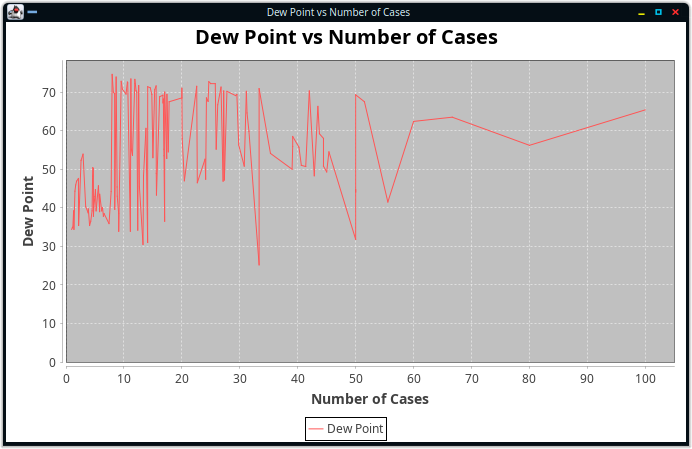 Dew Point vs Number of Cases
Dew Point vs Number of Cases
Dew Point
70
60
50
40
30
20
10
0
0 10 20 30 40 50 60 70 80 90 100
Number of Cases
Dew Point